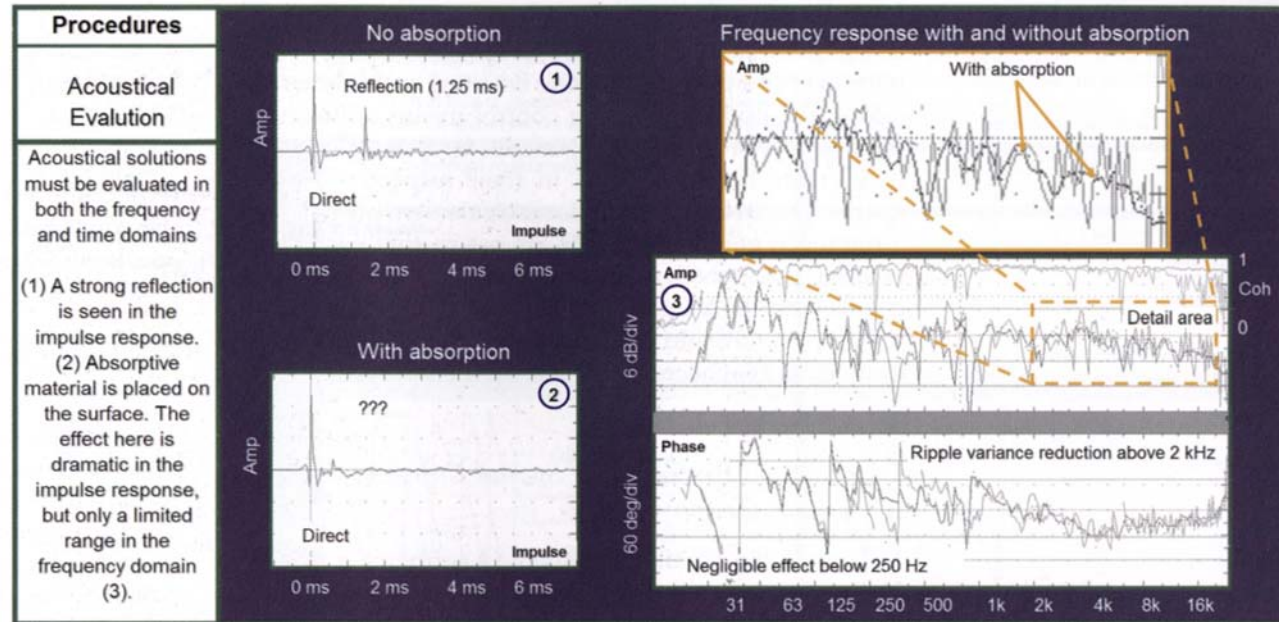 Procedures
Acoustical
Evalution
Acoustical solutions
must be evaluated in
both the frequency
and time domains
(1) A strong reflection
is seen in the
impulse response.
(2) Absorptive
material is placed on
the surface. The
effect here is
dramatic in the
impulse response,
but only a limited
range in the
frequency domain
(3).
No absorption
Amp
Reflection (1.25 ms)
1
Direct
Impulse
0 ms 2 ms 4 ms 6 ms
With absorption
Amp
???
2
Direct
Impulse
0 ms 2 ms 4 ms 6 ms
Frequency response with and without absorption
Amp
With absorption
Amp
3
6 dB/div
1
Coh
0
Detail area
Phase
60 deg/div
Ripple variance reduction above 2 kHz
Negligible effect below 250 Hz
31 63 125 250 500 1k 2k 4k 8k 16k